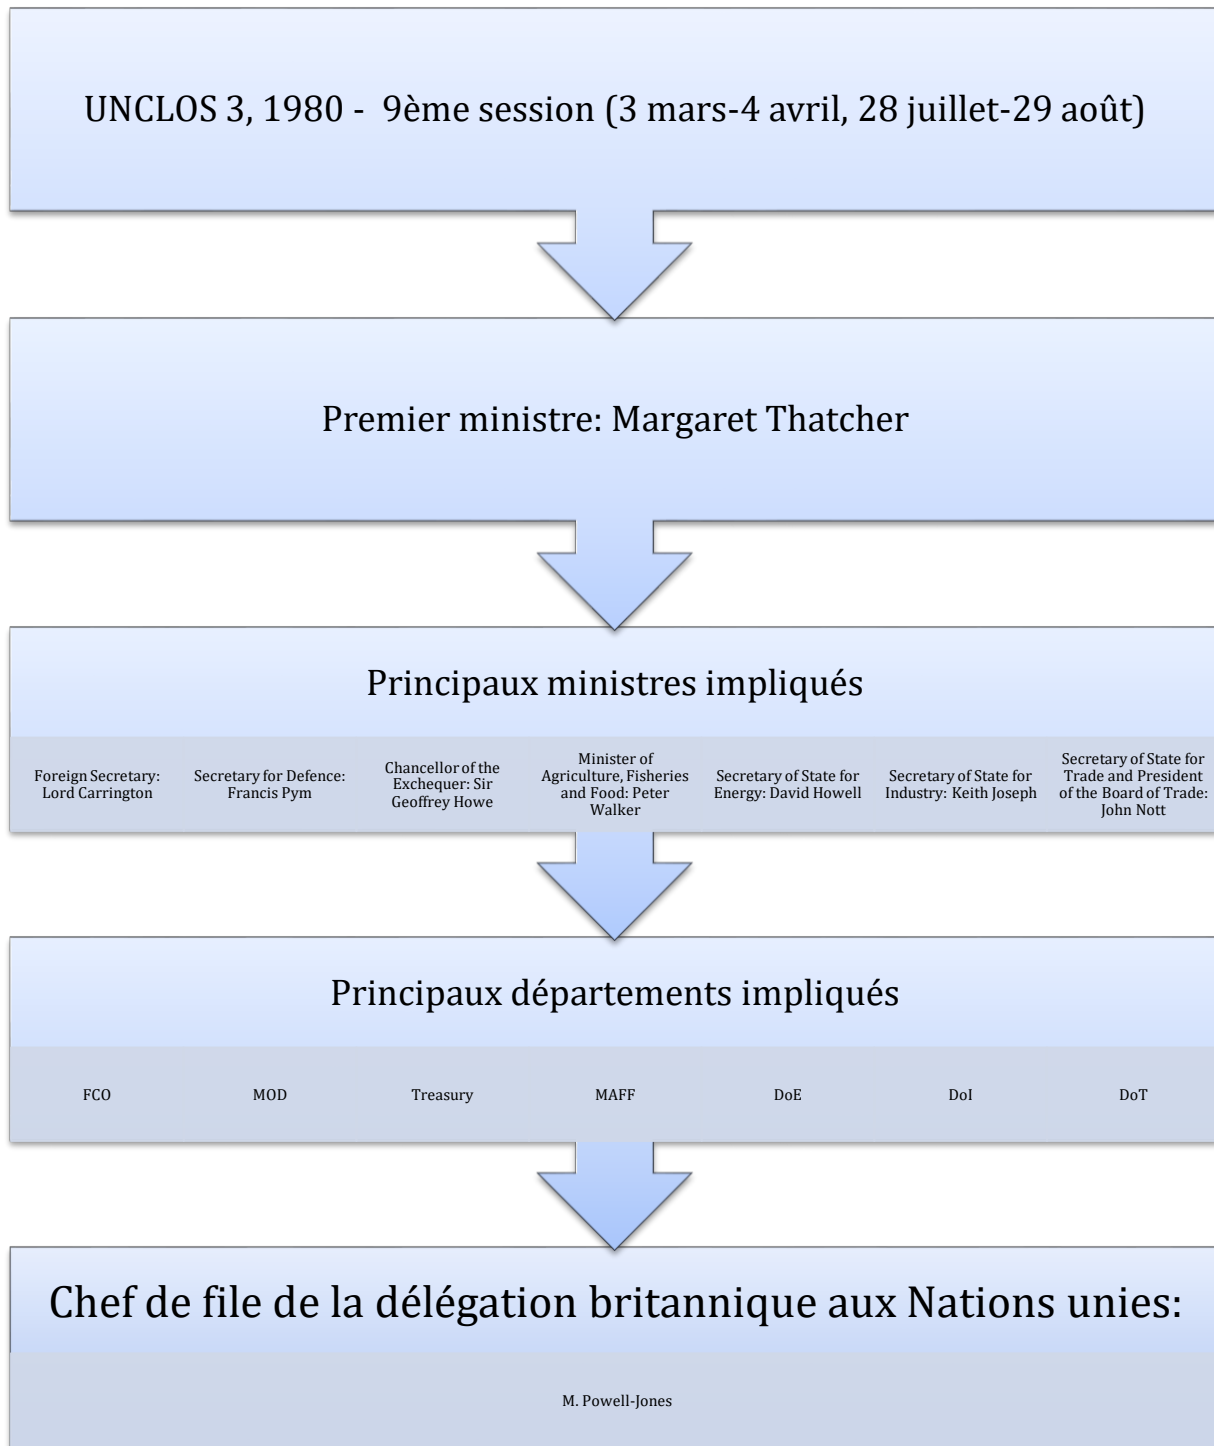 UNCLOS 3, 1980 -  9ème session (3 mars-4 avril, 28 juillet-29 août)
Premier ministre: Margaret Thatcher
Principaux ministres impliqués
Foreign Secretary:
Lord Carrington
Secretary for Defence:
Francis Pym
Chancellor of the
Exchequer: Sir
Geoffrey Howe
Minister of
Agriculture, Fisheries
and Food: Peter
Walker
Secretary of State for
Energy: David Howell
Secretary of State for
Industry: Keith Joseph
Secretary of State for
Trade and President
of the Board of Trade:
John Nott
Principaux départements impliqués
FCO
MOD
Treasury
MAFF
DoE
DoI
DoT
Chef de file de la délégation britannique aux Nations unies:
M. Powell-Jones